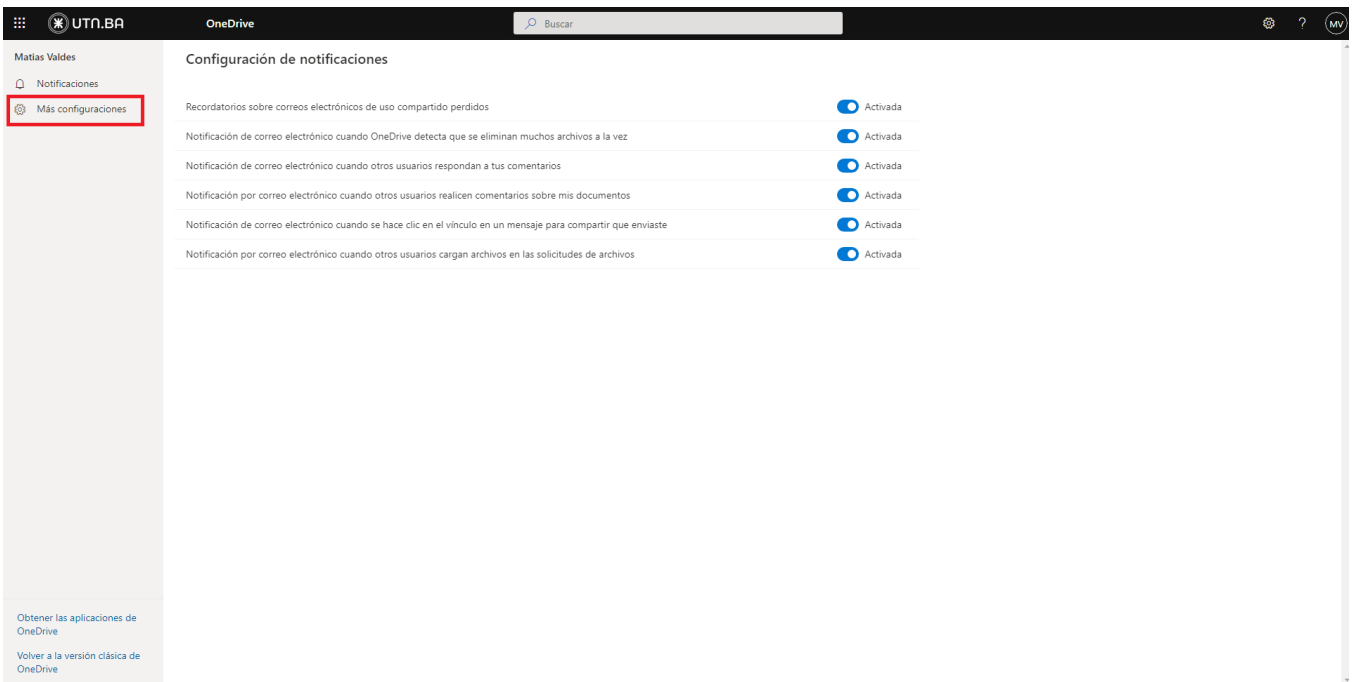 UTN.BA
OneDrive
Buscar
?
MV
Matias Valdes
Notificaciones
Más configuraciones
Configuración de notificaciones
Recordatorios sobre correos electrónicos de uso compartido perdidos
Activada
Notificación de correo electrónico cuando OneDrive detecta que se eliminan muchos archivos a la vez
Activada
Notificación de correo electrónico cuando otros usuarios respondan a tus comentarios
Activada
Notificación por correo electrónico cuando otros usuarios realicen comentarios sobre mis documentos
Activada
Notificación de correo electrónico cuando se hace clic en el vínculo en un mensaje para compartir que enviaste
Activada
Notificación por correo electrónico cuando otros usuarios cargan archivos en las solicitudes de archivos
Activada
Obtener las aplicaciones de
OneDrive
Volver a la versión clásica de
OneDrive